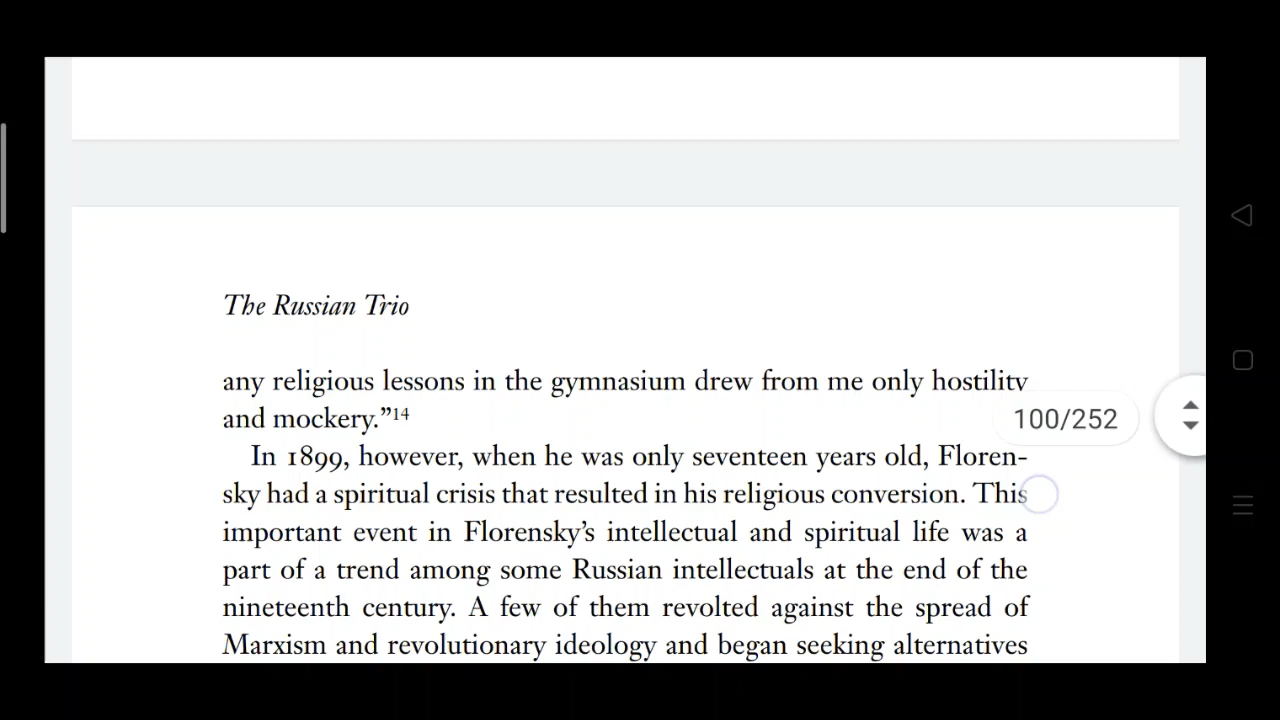 The Russian Trio
any religious lessons in the gymnasium drew from me only hostility
and mockery.”14
100/252
In 1899, however, when he was only seventeen years old, Floren-
sky had a spiritual crisis that resulted in his religious conversion. This
important event in Florensky’s intellectual and spiritual life was a
part of a trend among some Russian intellectuals at the end of the
nineteenth century. A few of them revolted against the spread of
Marxism and revolutionary ideology and began seeking alternatives